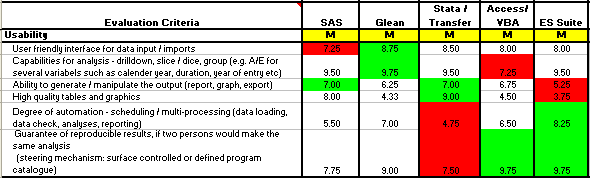 Stata / Access/
Evaluation Criteria SAS Glean Transfer VBA ES Suite
Usability M M M M M
User friendly interface for data input / imports 7.25 8.75 8.50 8.00 8.00
Capabilities for analysis - drilldown, slice / dice, group (e.g. A/E for
several variabels such as calender year, duration, year of entry etc) 9.50 9.75 9.50 7.25 9.50
Ability to generate / manipulate the output (report, graph, export) 7.00 6.25 7.00 6.75 5.25
High quality tables and graphics 8.00 4.33 9.00 4.50 3.75
Degree of automation - scheduling / multi-processing (data loading,
data check, analyses, reporting) 5.50 7.00 4.75 6.50 8.25
Guarantee of reproducible results, if two persons would make the
same analysis
(steering mechanism: surface controlled or defined program
catalogue) 7.75 9.00 7.50 9.75 9.75